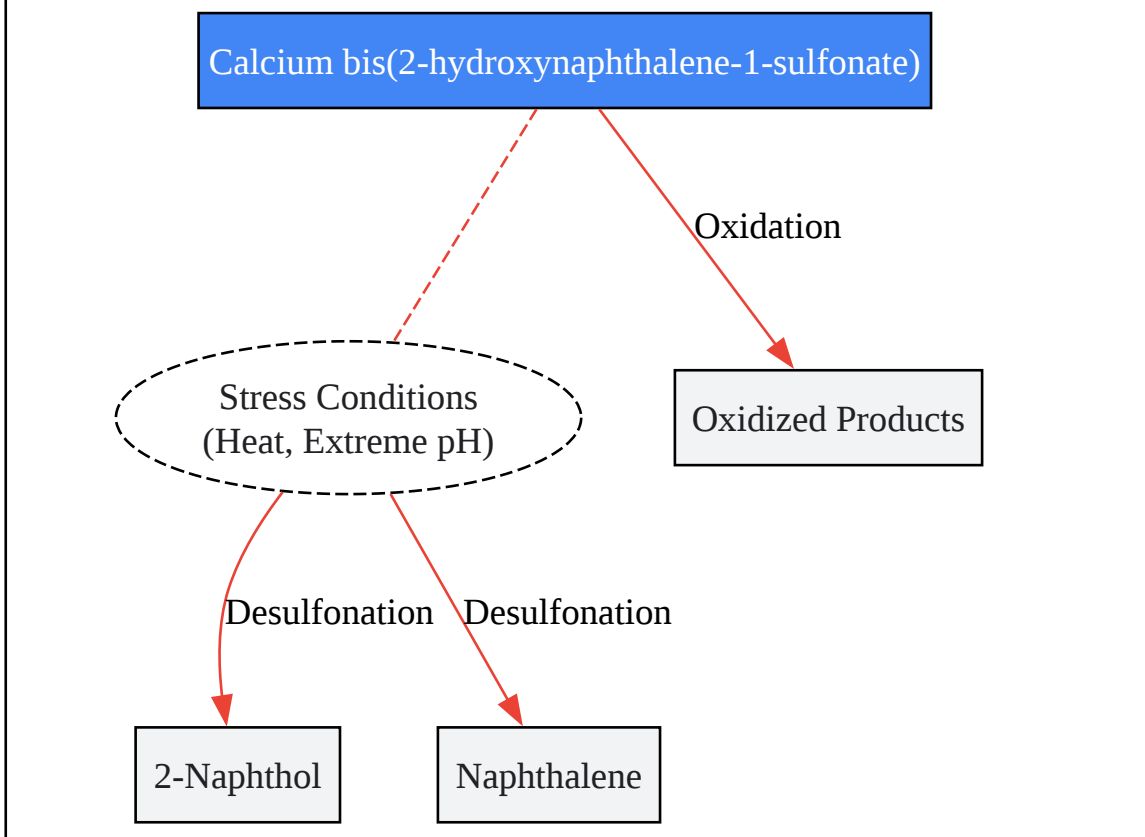 Calcium bis(2-hydroxynaphthalene-1-sulfonate)
Oxidation
Stress Conditions
(Heat, Extreme pH)
Oxidized Products
Desulfonation
Desulfonation
2-Naphthol
Naphthalene